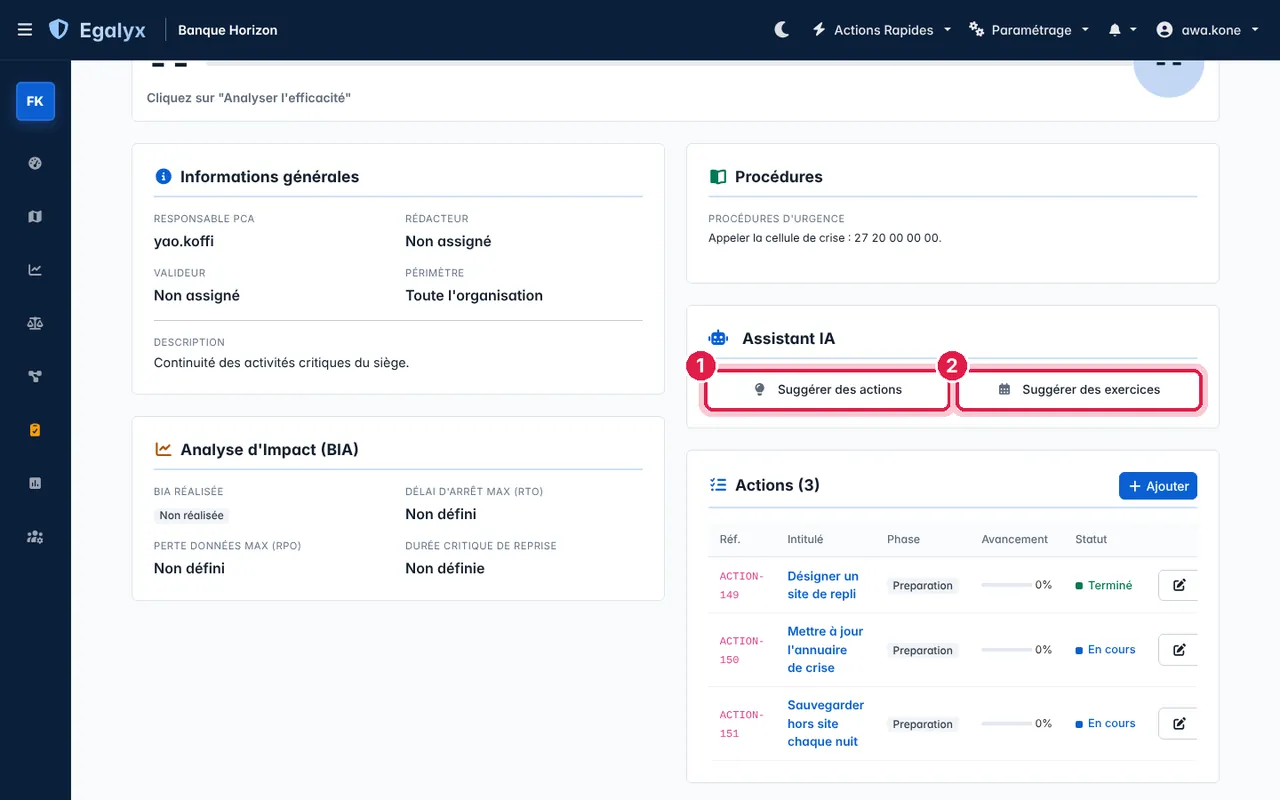 Egalyx
Banque Horizon
Actions Rapides
Paramétrage
awa.kone
FK
Cliquez sur "Analyser l'efficacité"
Informations générales
RESPONSABLE PCA
RÉDACTEUR
yao.koffi
Non assigné
VALIDEUR
PÉRIMÈTRE
Non assigné
Toute l'organisation
DESCRIPTION
Continuité des activités critiques du siège.
Analyse d'Impact (BIA)
BIA RÉALISÉE
DÉLAI D'ARRÊT MAX (RTO)
Non réalisée
Non défini
PERTE DONNÉES MAX (RPO)
DURÉE CRITIQUE DE REPRISE
Non défini
Non définie
Procédures
PROCÉDURES D'URGENCE
Appeler la cellule de crise : 27 20 00 00 00.
Assistant IA
1
Suggérer des actions
2
Suggérer des exercices
Actions (3)
Ajouter
Réf.
Intitulé
Phase
Avancement
Statut
ACTION-
149
Désigner un
site de repli
Preparation
0%
Terminé
ACTION-
150
Mettre à jour
l'annuaire
de crise
Preparation
0%
En cours
ACTION-
151
Sauvegarder
hors site
chaque nuit
Preparation
0%
En cours